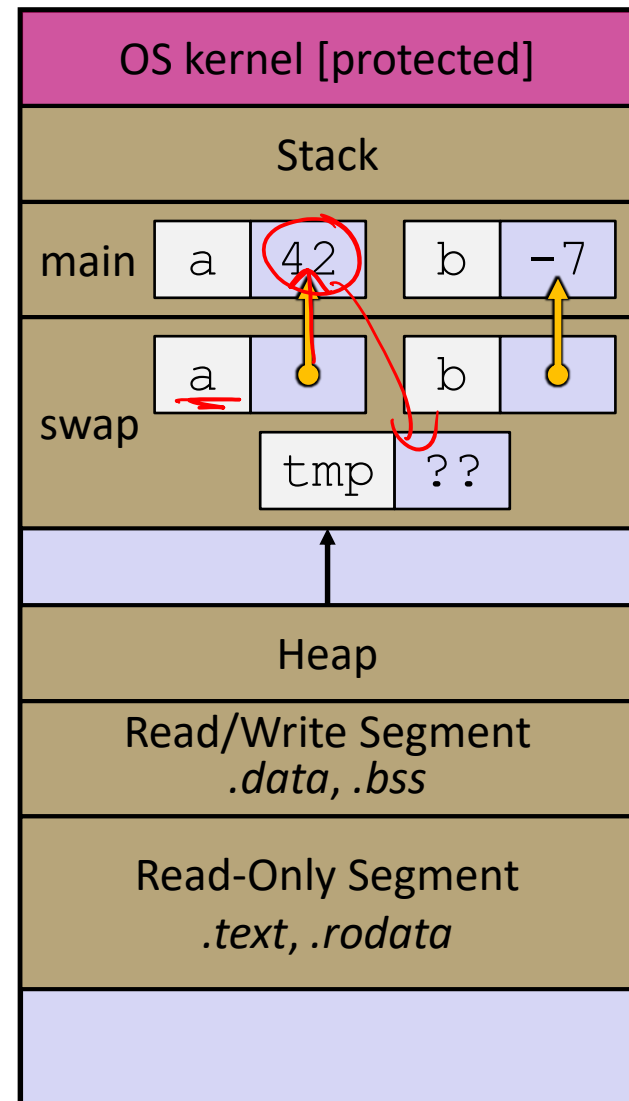 OS kernel [protected]
Stack
main a 42 b -7
a b
swap
tmp ??
Heap
Read/Write Segment
.data, .bss
Read-Only Segment
.text, .rodata